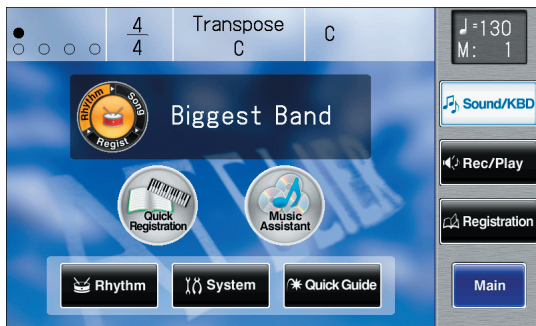 4
4
Transpose
C
C
♩=130
M: 1
Rhythm
Song
Regist
Biggest Band
Sound/KBD
Rec/Play
Quick
Registration
Music
Assistant
Registration
Rhythm
System
Quick Guide
Main
ATELIER